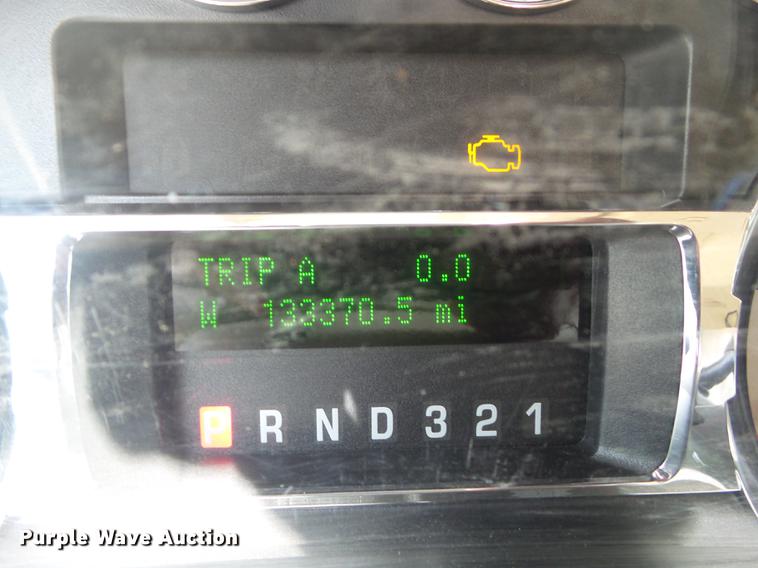 TRIP A 0.0
W 133370.5 mi
P R N D 3 2 1
Purple Wave Auction